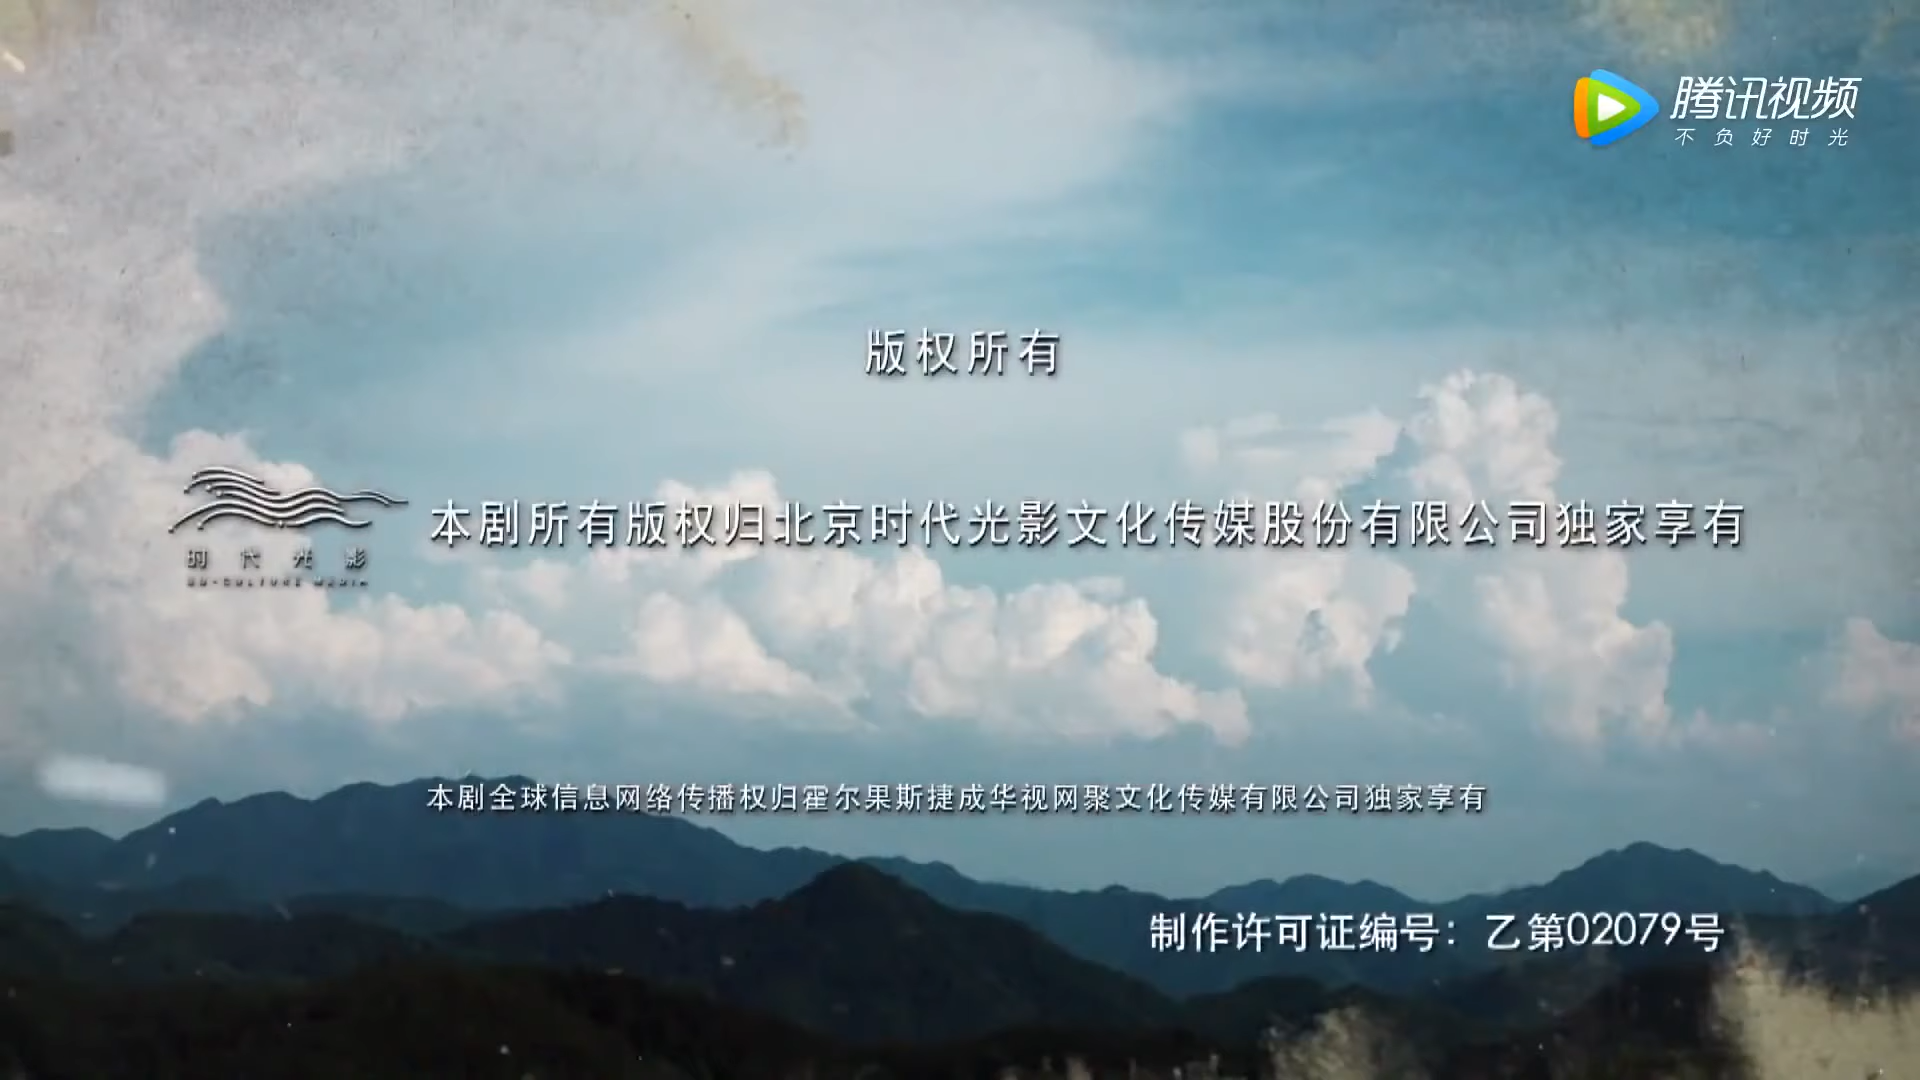 腾讯视频
不负好时光
版权所有
时代光影
本剧所有版权归北京时代光影文化传媒股份有限公司独家享有
本剧全球信息网络传播权归霍尔果斯捷成华视网聚文化传媒有限公司独家享有
制作许可证编号：乙第02079号